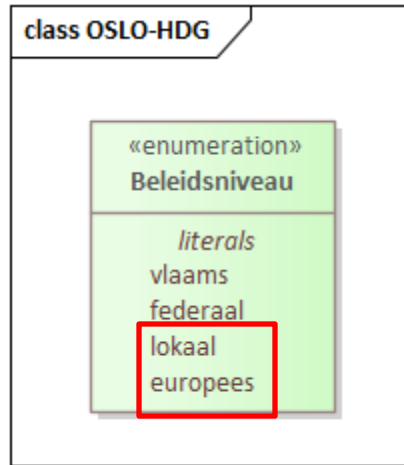 class OSLO-HDG
«enumeration»
Beleidsniveau
literals
vlaams
federaal
lokaal
europees